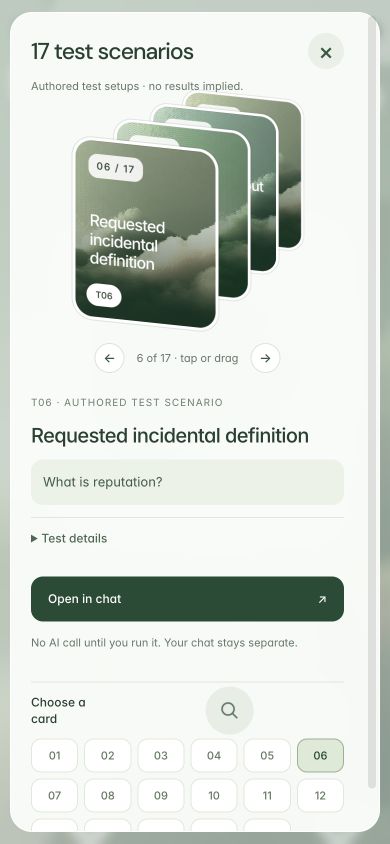 17 test scenarios
Authored test setups · no results implied.
06 / 17
Requested
incidental
definition
T06
6 of 17 · tap or drag
T06 · AUTHORED TEST SCENARIO
Requested incidental definition
What is reputation?
Test details
Open in chat
No AI call until you run it. Your chat stays separate.
Choose a
card
01 02 03 04 05 06
07 08 09 10 11 12